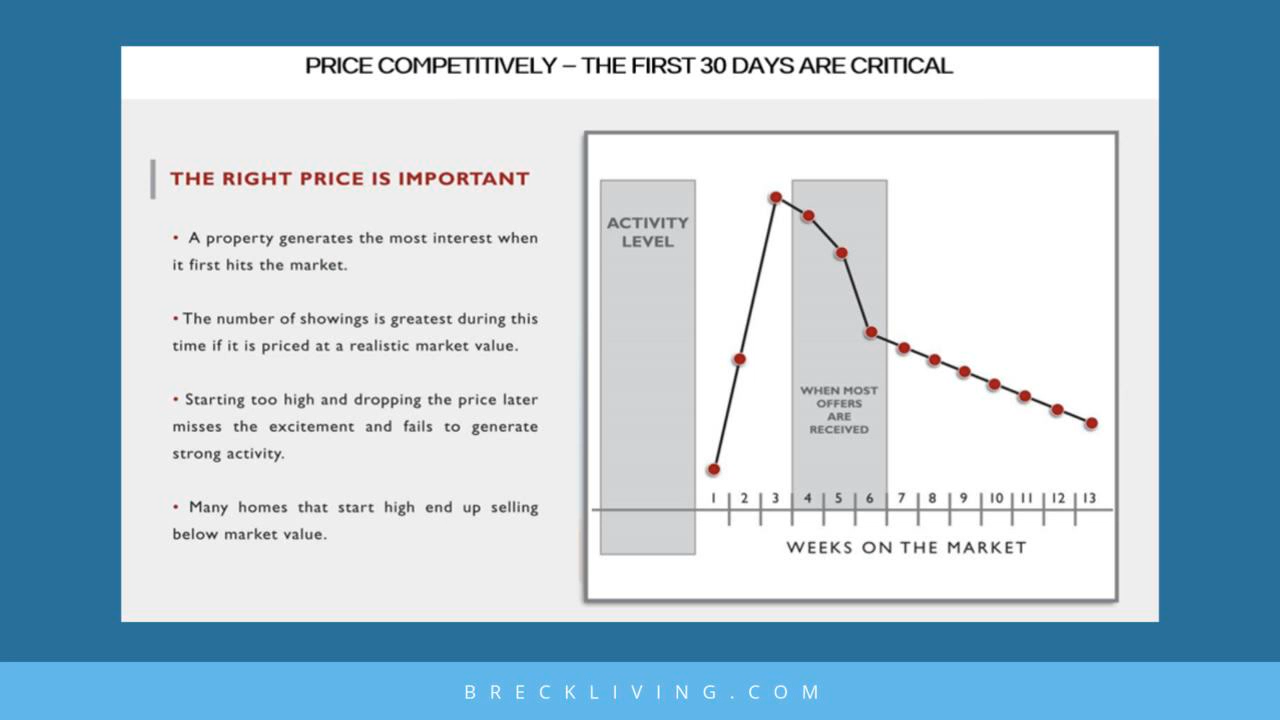 PRICE COMPETITIVELY – THE FIRST 30 DAYS ARE CRITICAL
THE RIGHT PRICE IS IMPORTANT
• A property generates the most interest when
it first hits the market.
• The number of showings is greatest during this
time if it is priced at a realistic market value.
• Starting too high and dropping the price later
misses the excitement and fails to generate
strong activity.
• Many homes that start high end up selling
below market value.
ACTIVITY
LEVEL
WHEN MOST
OFFERS
ARE
RECEIVED
1 2 3 4 5 6 7 8 9 10 11 12 13
WEEKS ON THE MARKET
BRECKLIVING.COM